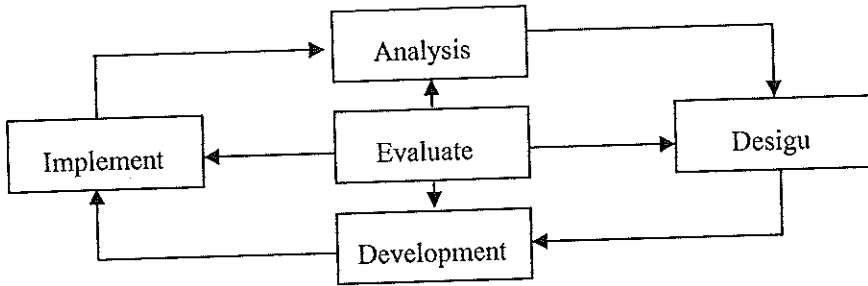 Analysis
Implement
Evaluate
Desigu
Development